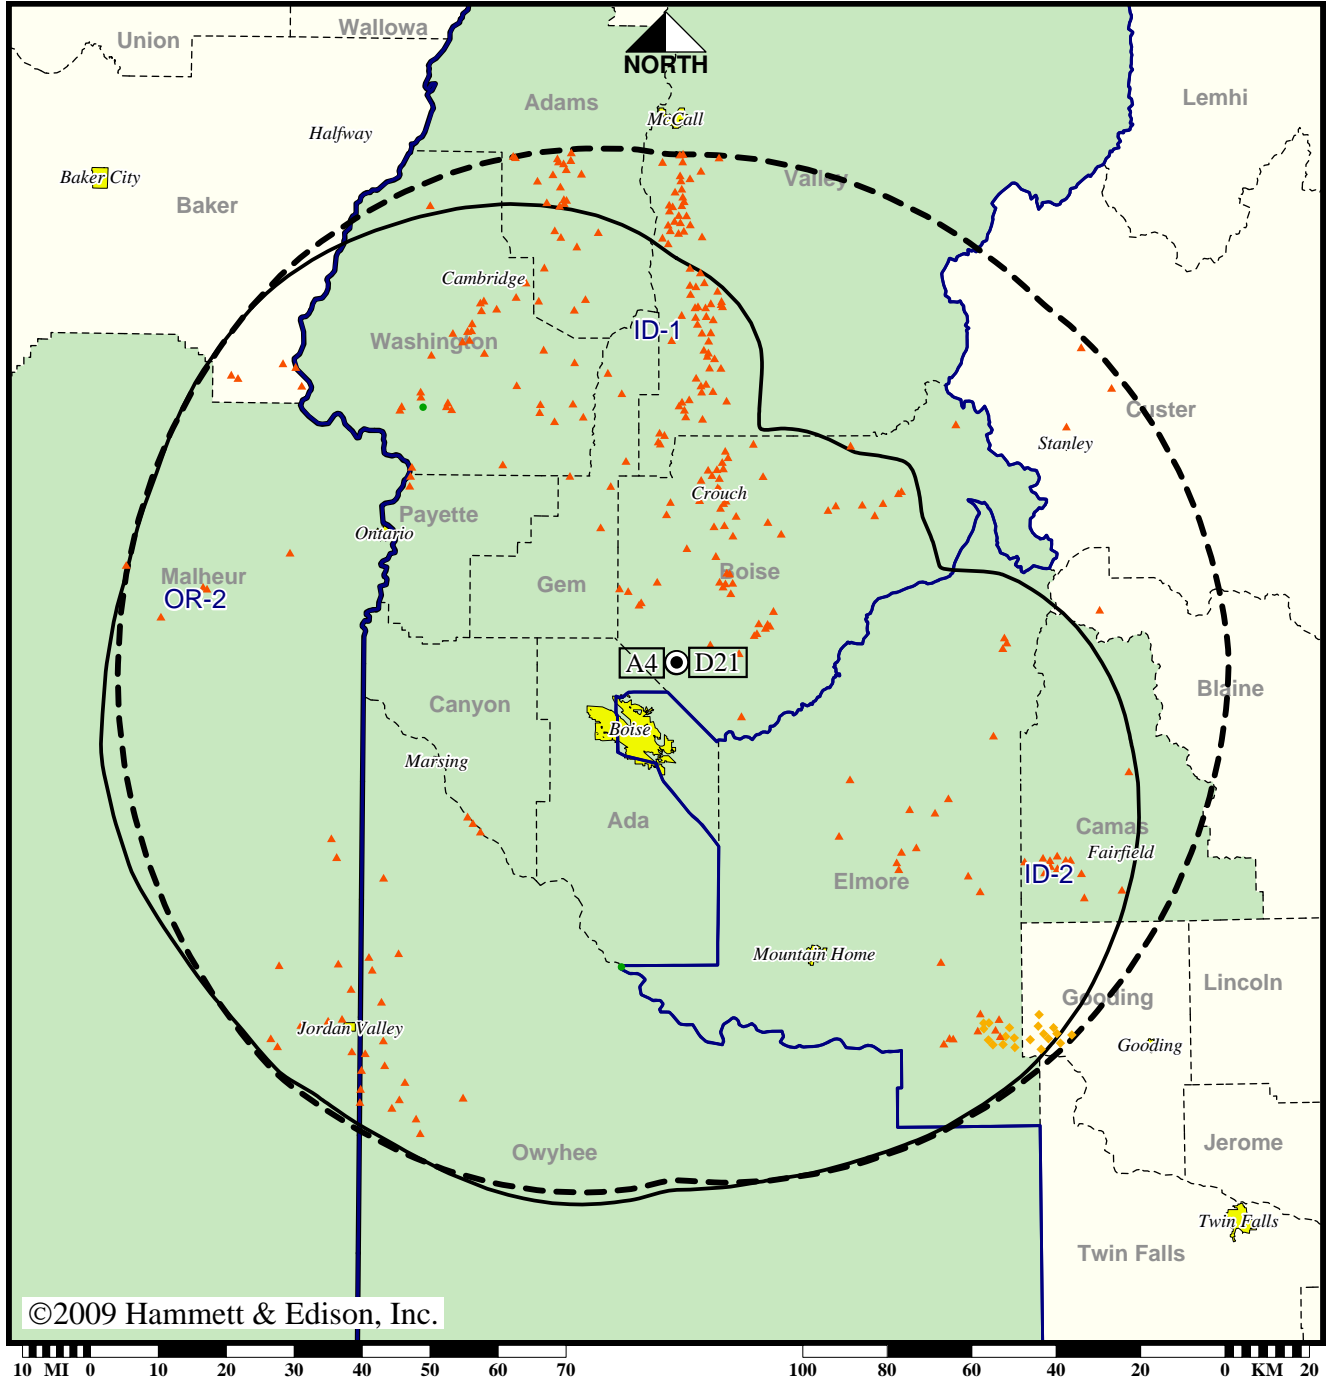 Wallowa
Union
NORTH
Adams
Lemhi
McCall
Halfway
Baker City
Valley
Baker
Cambridge
ID-1
Washington
Custer
Stanley
Crouch
Payette
Ontario
Malheur
Boise
Gem
OR-2
A4 D21
Blaine
Canyon
Boise
Marsing
Ada
Camas
Fairfield
Elmore
ID-2
Mountain Home
Lincoln
Gooding
Jordan Valley
Gooding
Jerome
Owyhee
Twin Falls
Twin Falls
©2009 Hammett & Edison, Inc.
10 MI 0 10 20 30 40 50 60 70 100 80 60 40 20 0 KM 20